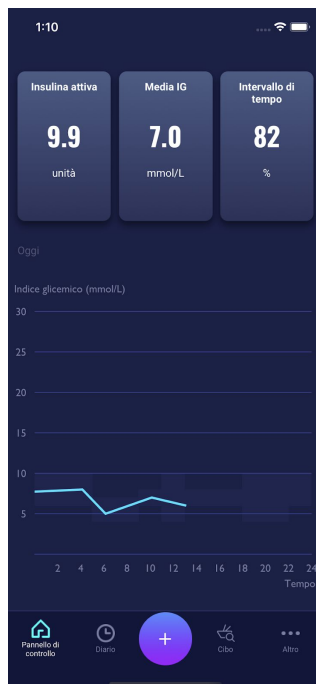 1:10
Insulina attiva
9.9
unità
Media IG
7.0
mmol/L
Intervallo di
tempo
82
%
Oggi
Indice glicemico (mmol/L)
30
25
20
15
10
5
2 4 6 8 10 12 14 16 18 20 22 24
Tempo
Pannello di
controllo
Diario
+
Cibo
Altro